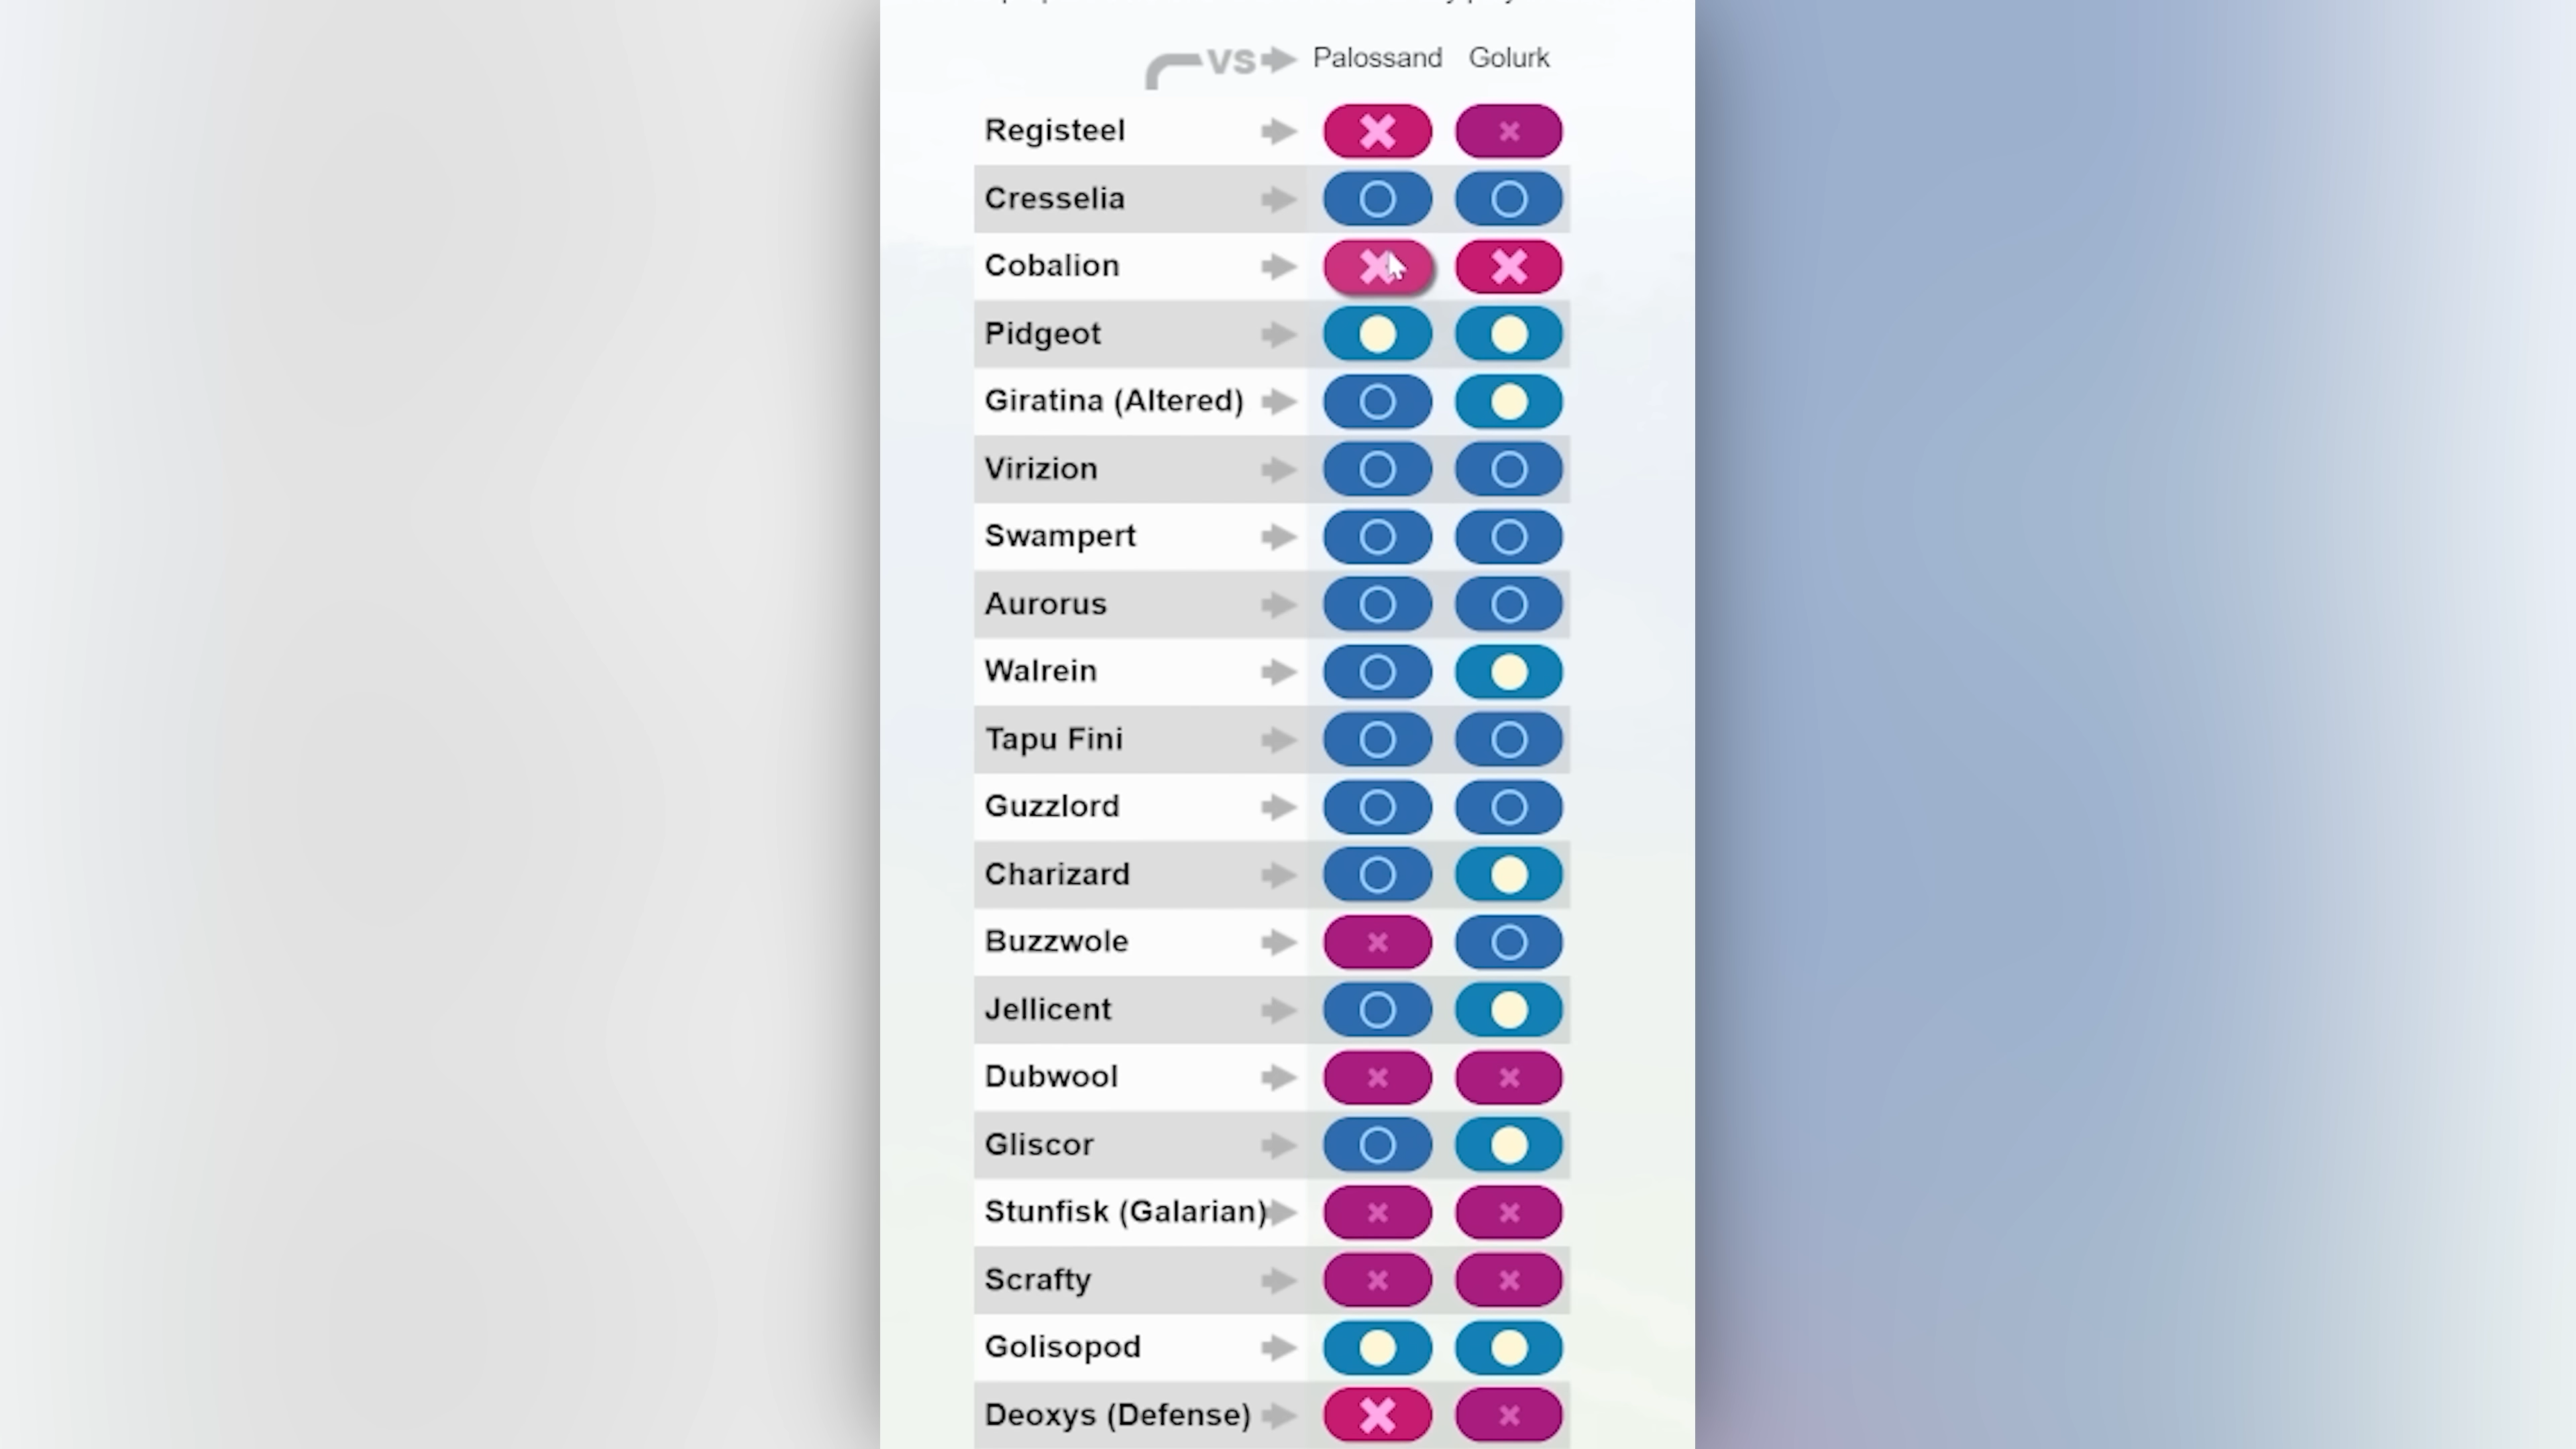 VS Palossand Golurk
Registeel
Cresselia
Cobalion
Pidgeot
Giratina (Altered)
Virizion
Swampert
Aurorus
Walrein
Tapu Fini
Guzzlord
Charizard
Buzzwole
Jellicent
Dubwool
Gliscor
Stunfisk (Galarian)
Scrafty
Golisopod
Deoxys (Defense)